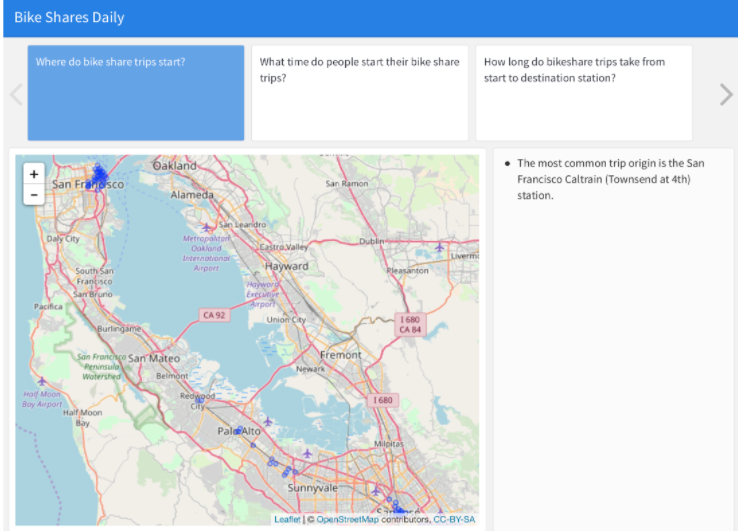 Bike Shares Daily
Where do bike share trips start?
What time do people start their bike share
trips?
How long do bikeshare trips take from
start to destination station?
+
−
Oakland
San Francisco
Alameda
San Ramon
San Leandro
Daly City
Metropolitan
Oakland
International
Airport
Castro Valley
Dublin
Hayward
Pleasanton
South San
Francisco
San Bruno
Hayward
Executive
Airport
Pacifica
CA 92
Union City
I 680
CA 84
Burlingame
San Francisco
Peninsula
Watershed
San Mateo
Fremont
Newark
Belmont
Half Moon
Bay Airport
Redwood
City
I 680
Half Moon
Bay
Palo Alto
Milpitas
Sunnyvale
San Jose
Leaflet | © OpenStreetMap contributors, CC-BY-SA
• The most common trip origin is the San
Francisco Caltrain (Townsend at 4th)
station.